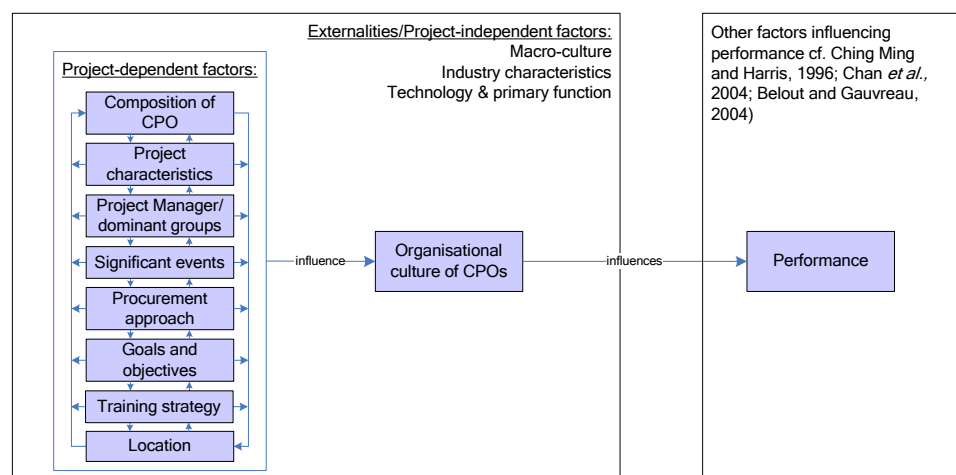 Externalities/Project-independent factors:
Macro-culture
Industry characteristics
Technology & primary function
Project-dependent factors:
Composition of
CPO
Project
characteristics
Project Manager/
dominant groups
Significant events
Procurement
approach
Goals and
objectives
Training strategy
Location
influence
Organisational
culture of CPOs
influences
Other factors influencing
performance cf. Ching Ming
and Harris, 1996; Chan et al.,
2004; Belout and Gauvreau,
2004)
Performance